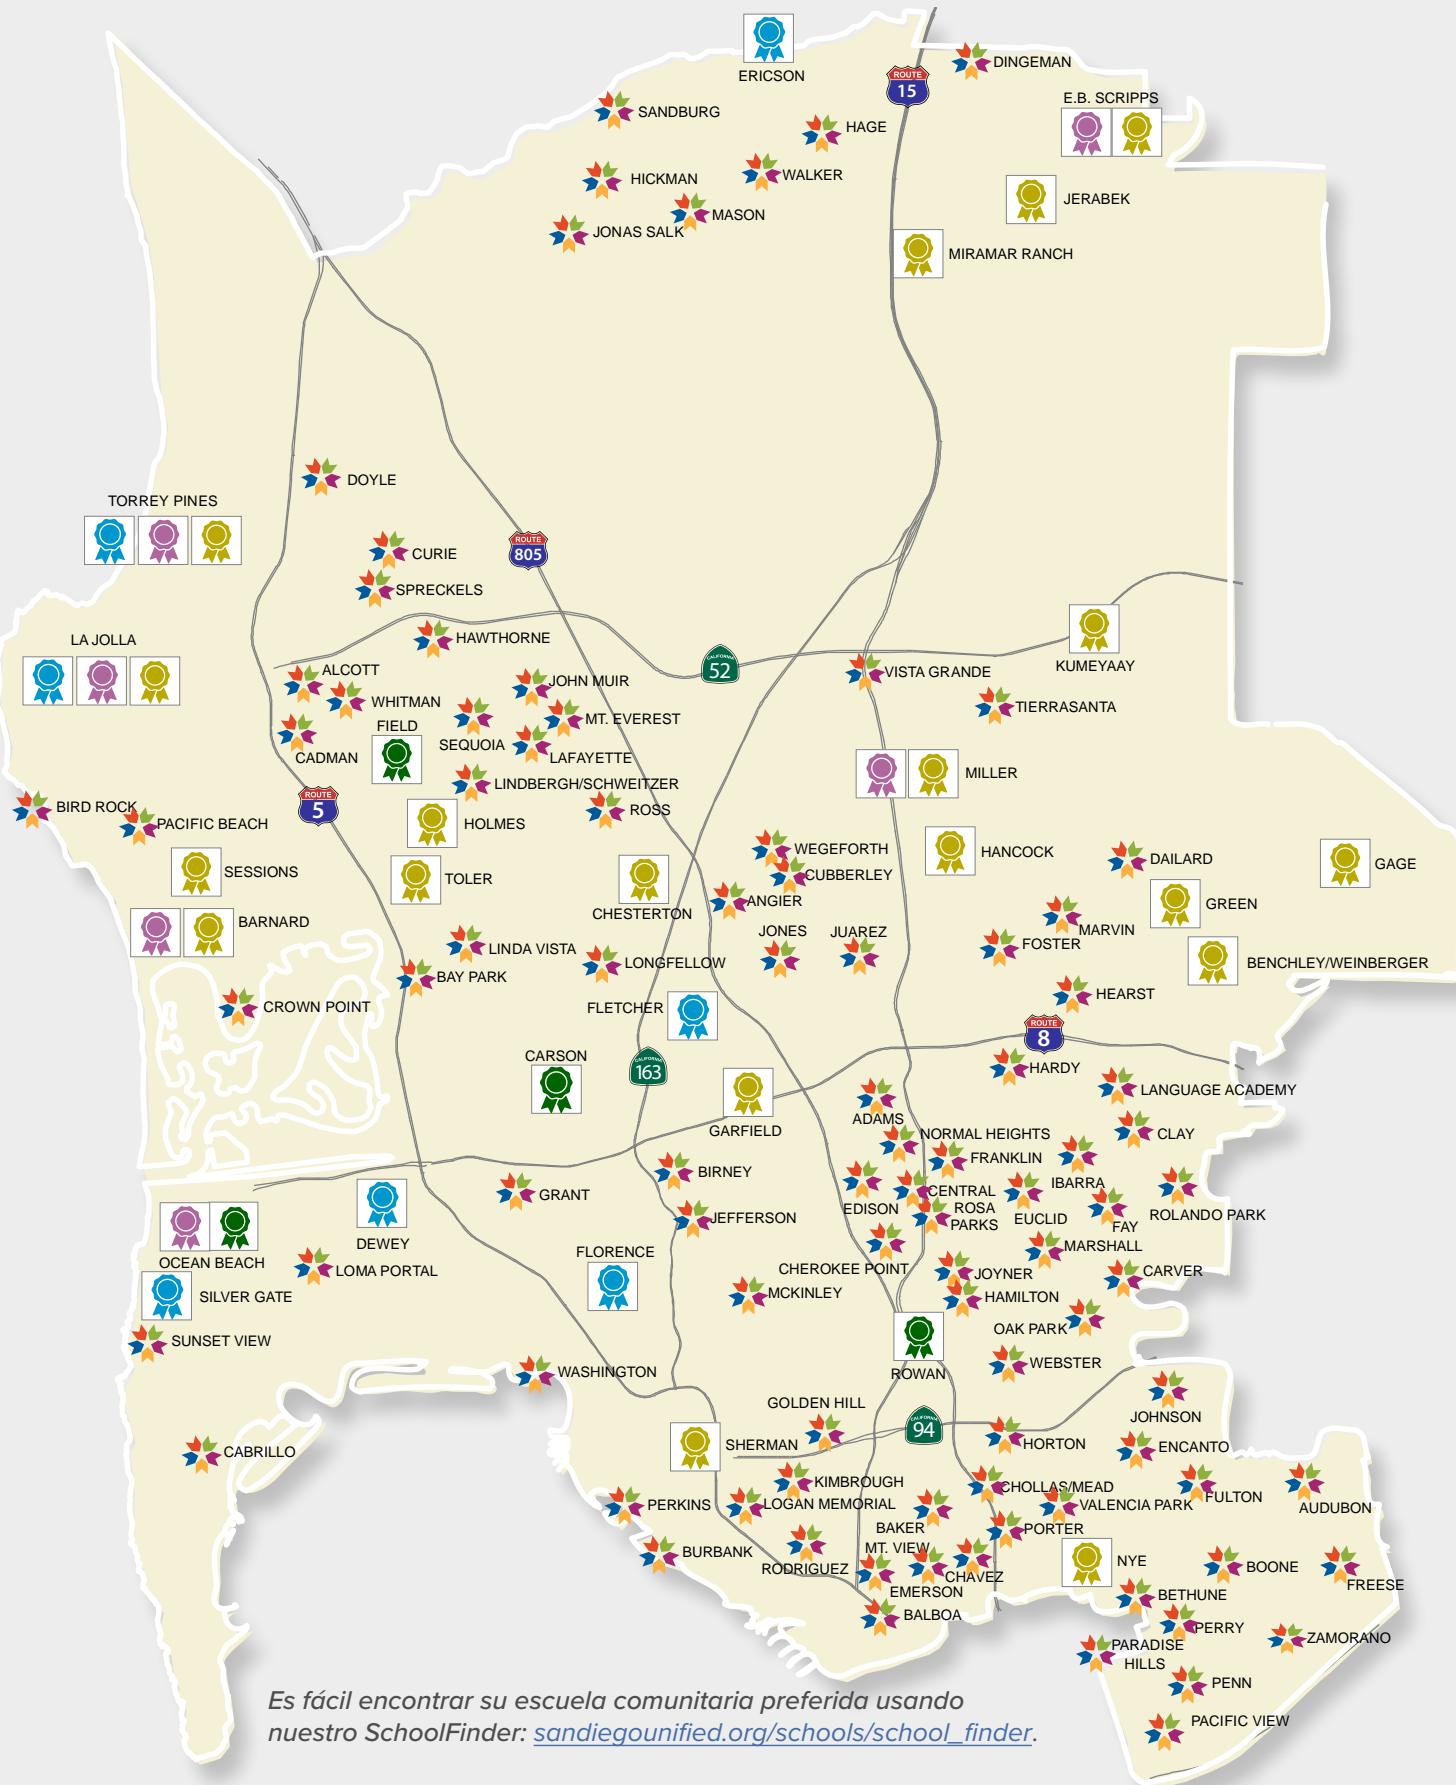 ERICSON
DINGEMAN
ROUTE
15
E.B. SCRIPPS
SANDBURG
HAGE
HICKMAN
WALKER
JERABEK
MASON
JONAS SALK
MIRAMAR RANCH
DOYLE
TORREY PINES
CURIE
ROUTE
805
SPRECKELS
HAWTHORNE
LA JOLLA
CALIFORNIA
52
KUMEYAAY
ALCOTT
JOHN MUIR
VISTA GRANDE
WHITMAN
TIERRASANTA
FIELD
MT. EVEREST
SEQUOIA
CADMAN
LAFAYETTE
MILLER
LINDBERGH/SCHWEITZER
ROUTE
5
BIRD ROCK
ROSS
PACIFIC BEACH
HOLMES
WEGEFORTH
HANCOCK
DAILARD
GAGE
SESSIONS
TOLER
CUBBERLEY
ANGIER
GREEN
CHESTERTON
BARNARD
JONES
JUAREZ
MARVIN
FOSTER
LINDA VISTA
LONGFELLOW
BENCHLEY/WEINBERGER
BAY PARK
HEARST
CROWN POINT
FLETCHER
ROUTE
8
CARSON
CALIFORNIA
163
HARDY
LANGUAGE ACADEMY
GARFIELD
ADAMS
NORMAL HEIGHTS
CLAY
FRANKLIN
BIRNEY
IBARRA
GRANT
CENTRAL
EDISON
ROSA
PARKS
EUCLID
ROLANDO PARK
JEFFERSON
FAY
DEWEY
MARSHALL
FLORENCE
OCEAN BEACH
LOMA PORTAL
CHEROKEE POINT
JOYNER
CARVER
SILVER GATE
MCKINLEY
HAMILTON
OAK PARK
SUNSET VIEW
WASHINGTON
ROWAN
WEBSTER
GOLDEN HILL
JOHNSON
CALIFORNIA
94
SHERMAN
HORTON
ENCANTO
CABRILLO
KIMBROUGH
CHOLLAS/MEAD
FULTON
PERKINS
LOGAN MEMORIAL
VALENCIA PARK
AUDUBON
BAKER
PORTER
MT. VIEW
BURBANK
RODRIGUEZ
CHAVEZ
NYE
BOONE
FREESE
EMERSON
BETHUNE
BALBOA
PERRY
ZAMORANO
PARADISE
HILLS
PENN
PACIFIC VIEW
Es fácil encontrar su escuela comunitaria preferida usando
nuestro SchoolFinder: sandiegounified.org/schools/school_finder.